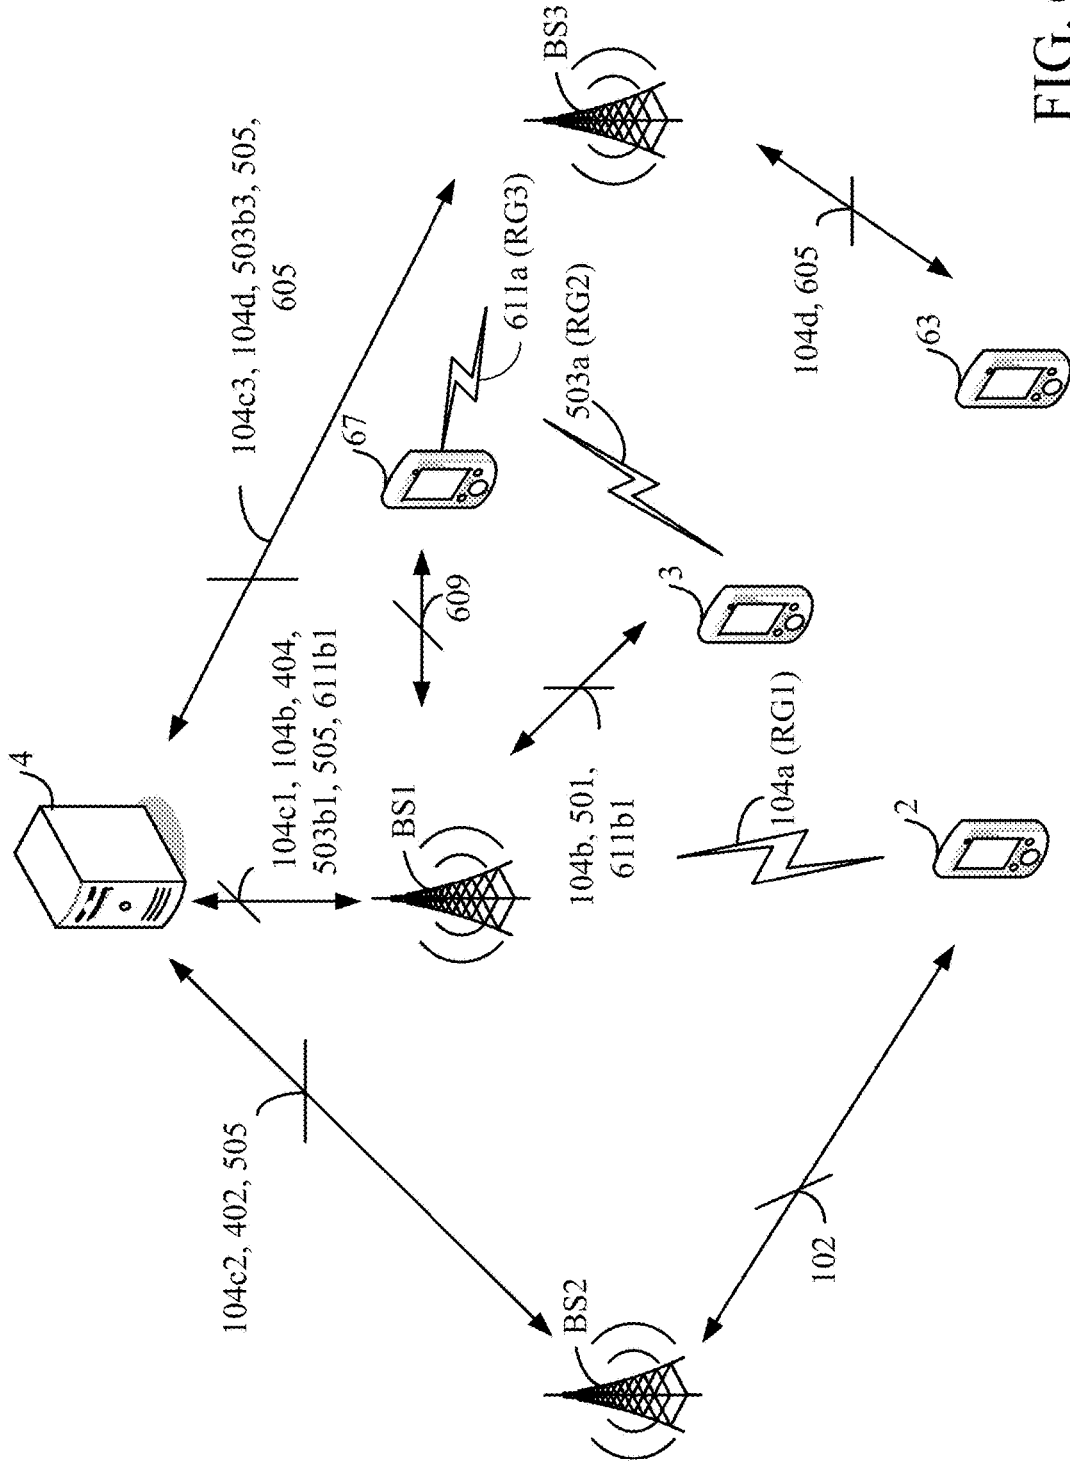 4
104c3, 104d, 503b3, 505,
605
104c1, 104b, 404,
503b1, 505, 611b1
104c2, 402, 505
BS1
BS2
BS3
67
609
611a (RG3)
503a (RG2)
3
104b, 501,
611b1
104a (RG1)
2
102
104d, 605
63
FIG.